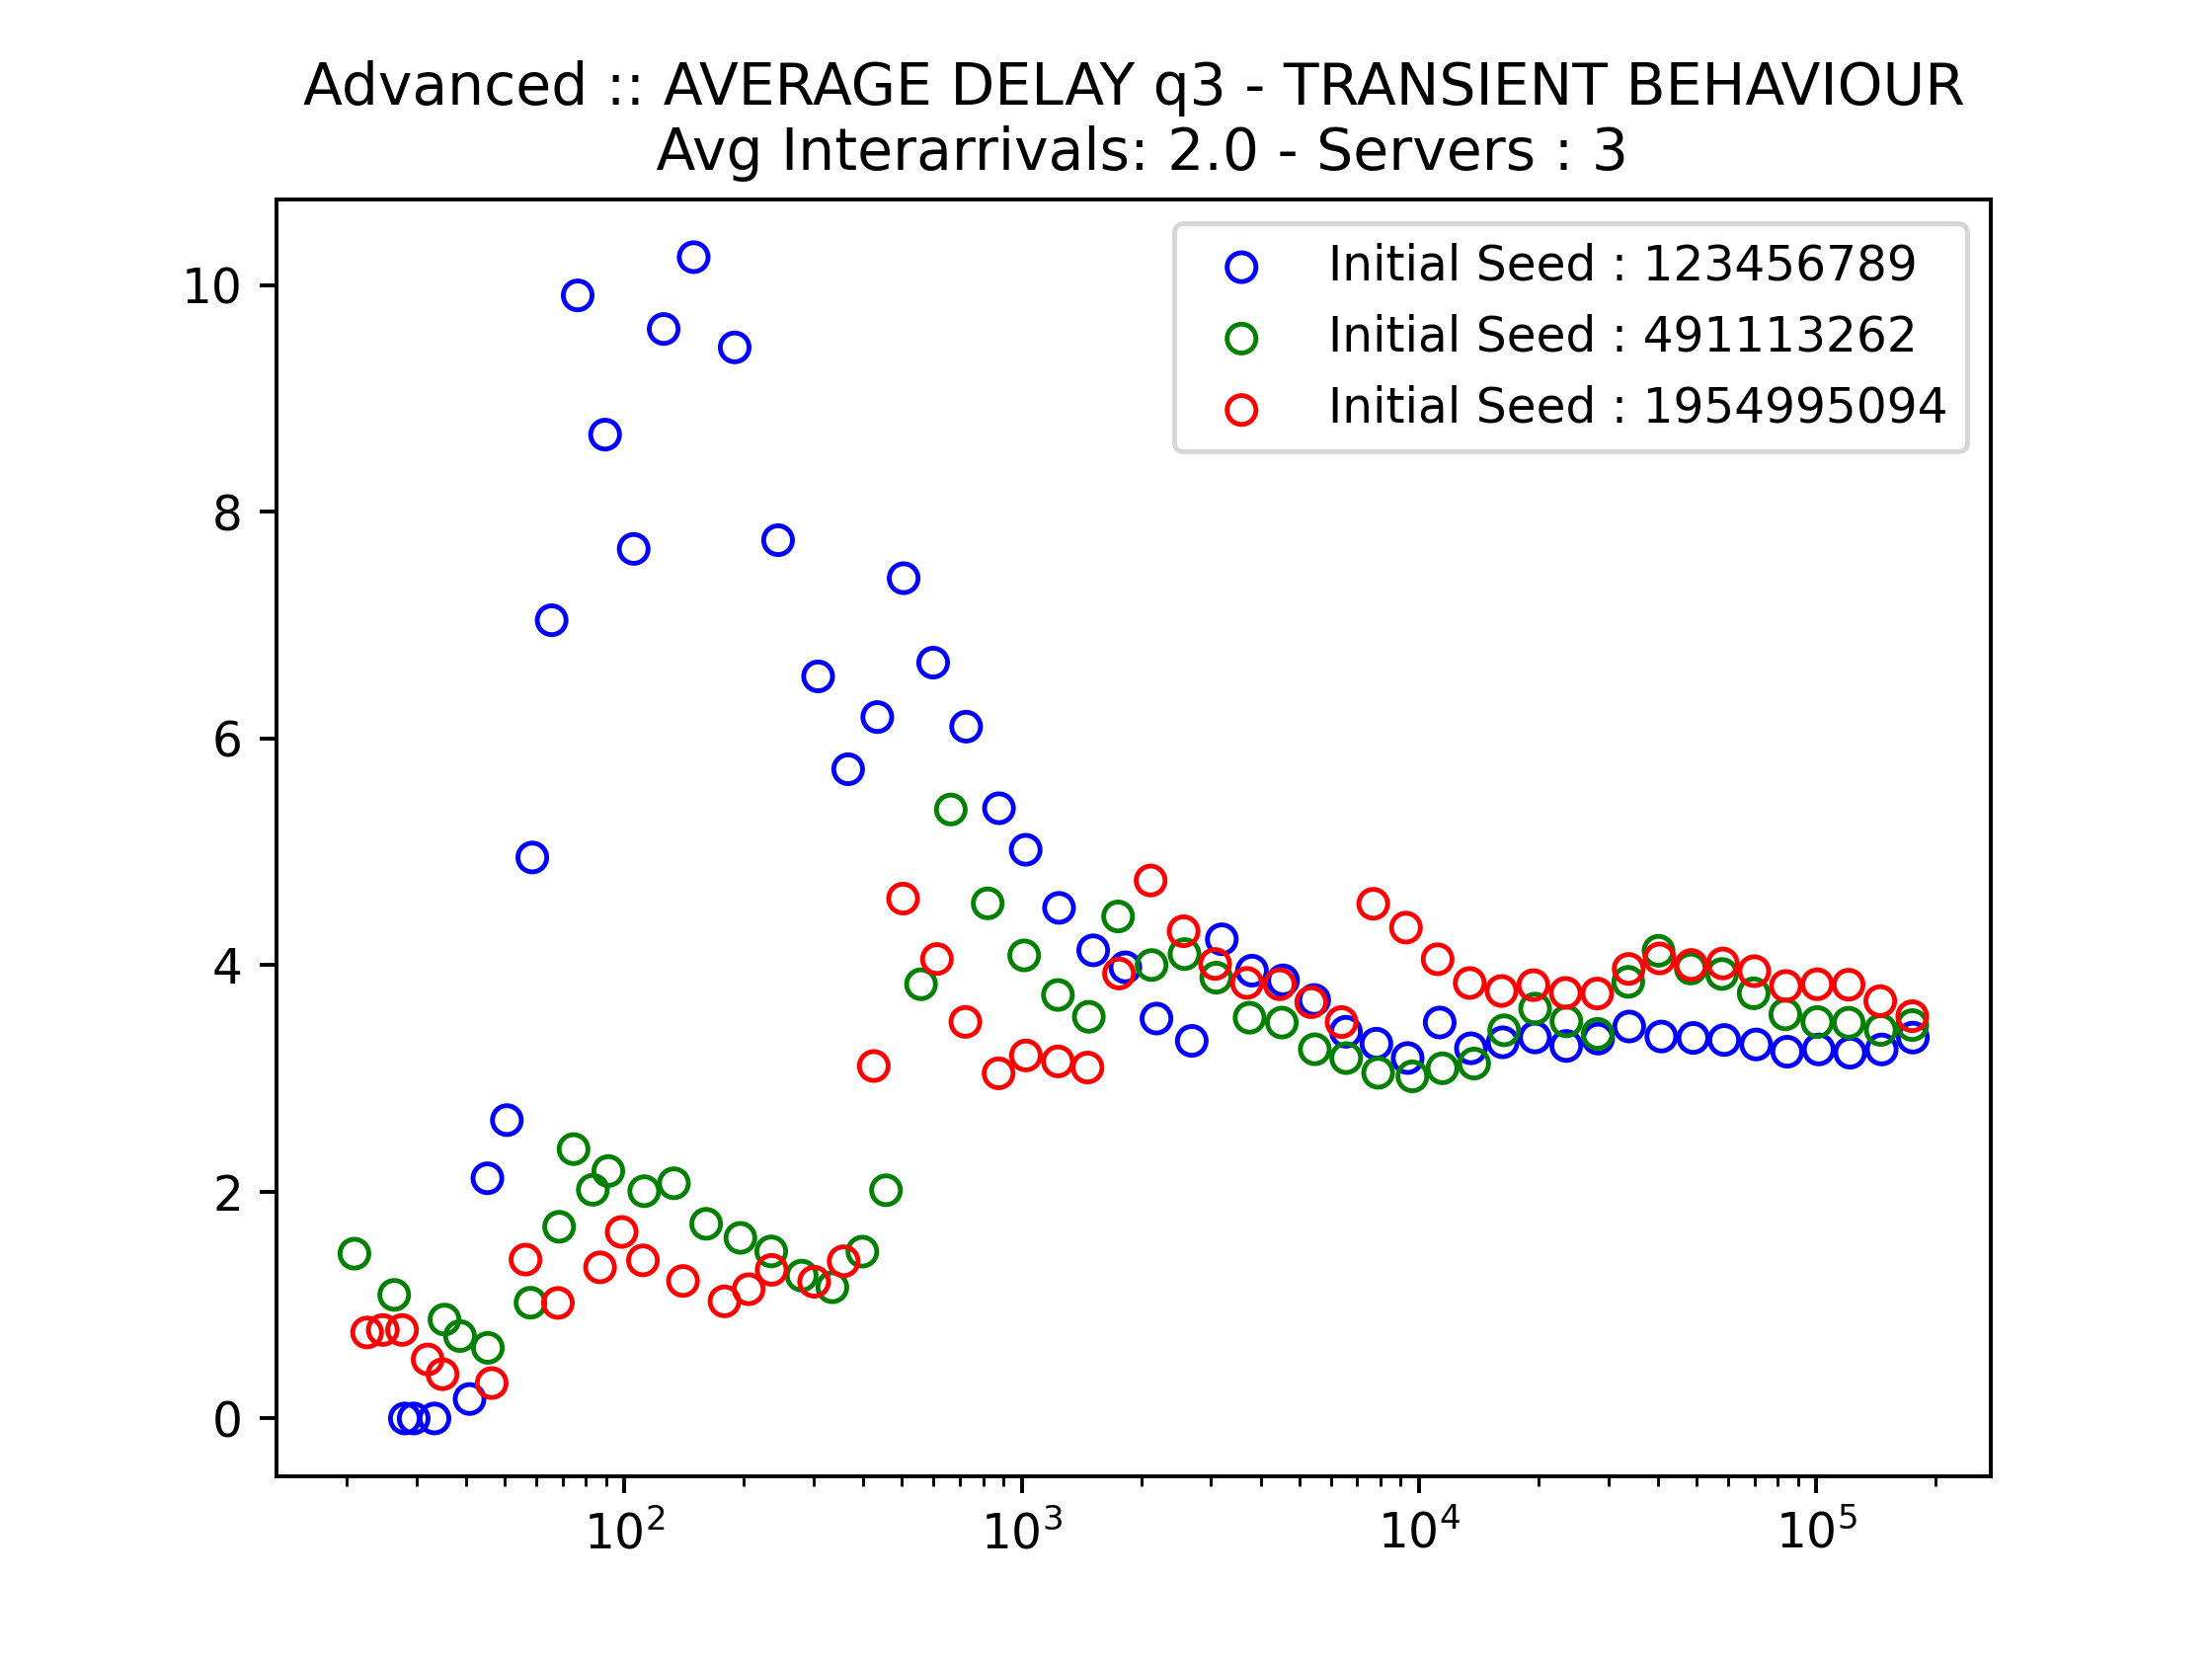 Advanced :: AVERAGE DELAY q3 - TRANSIENT BEHAVIOUR
Avg Interarrivals: 2.0 - Servers : 3
Initial Seed : 123456789
Initial Seed : 491113262
Initial Seed : 1954995094
10
8
6
4
2
0
10² 10³ 10⁴ 10⁵